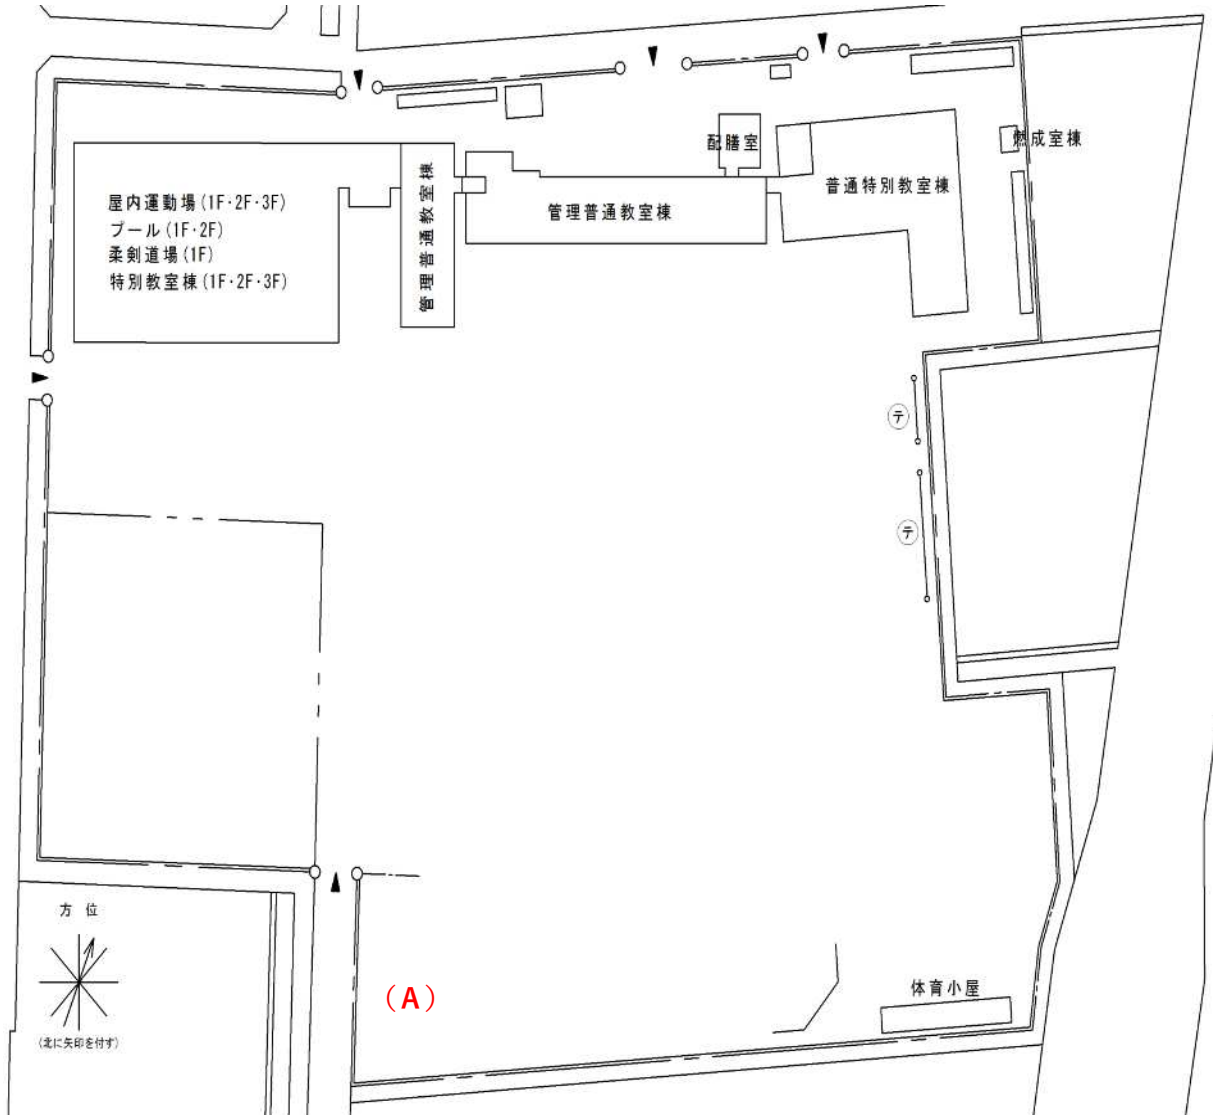 配膳室
燃成室棟
普通特別教室棟
屋内運動場(1F･2F･3F)
プール(1F･2F)
柔剣道場(1F)
特別教室棟(1F･2F･3F)
管理普通教室棟
管理普通教室棟
テ
テ
方 位
(北に矢印を付す)
(A)
体育小屋